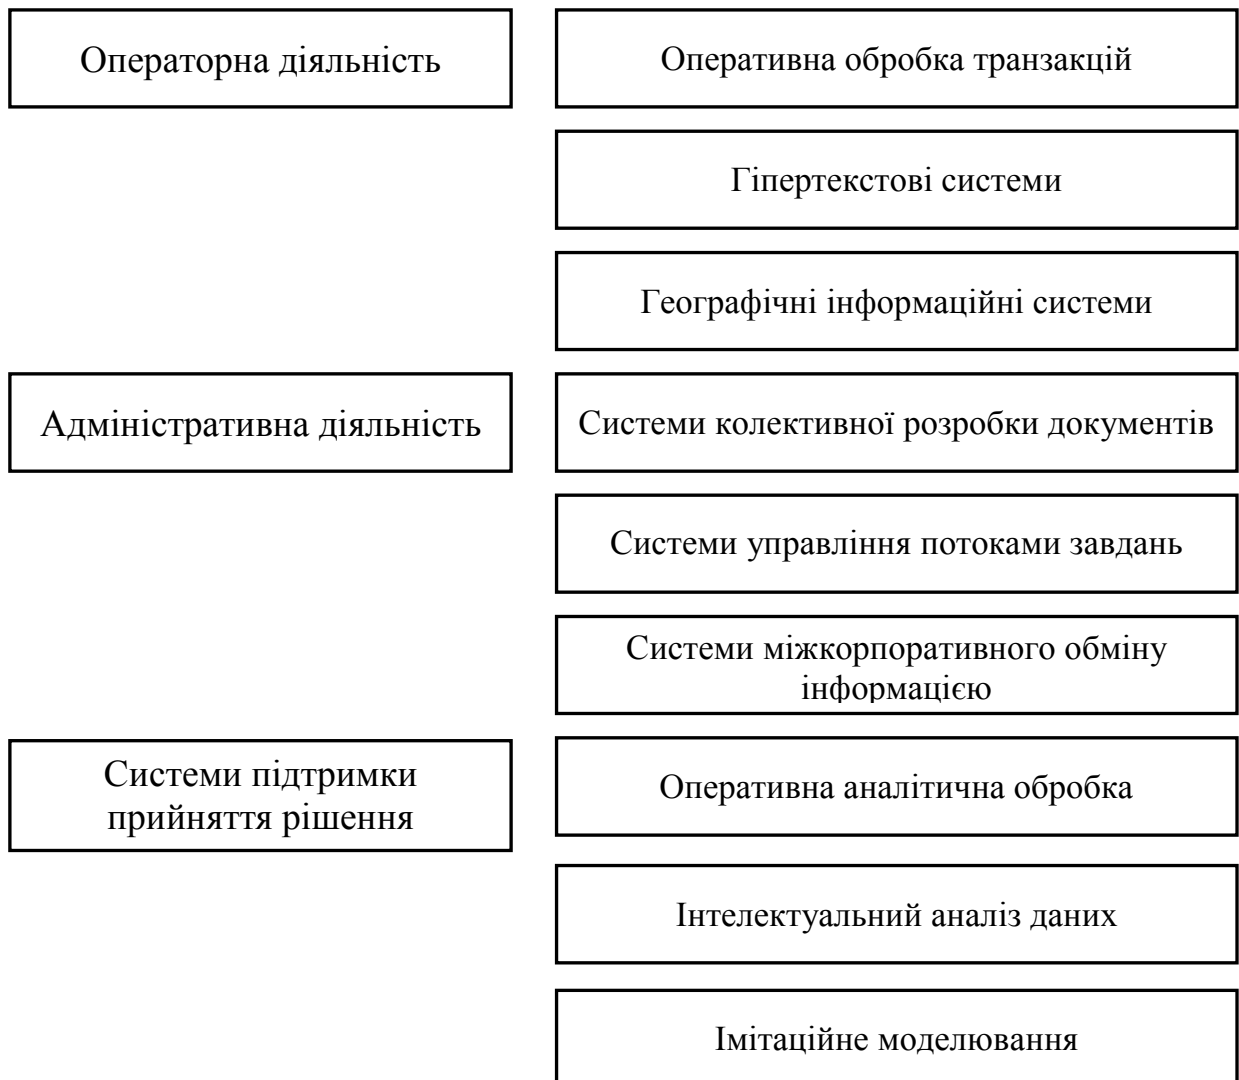 Операторна діяльність
Оперативна обробка транзакцій
Гіпертекстові системи
Географічні інформаційні системи
Адміністративна діяльність
Системи колективної розробки документів
Системи управління потоками завдань
Системи міжкорпоративного обміну
інформацією
Системи підтримки
прийняття рішення
Оперативна аналітична обробка
Інтелектуальний аналіз даних
Імітаційне моделювання